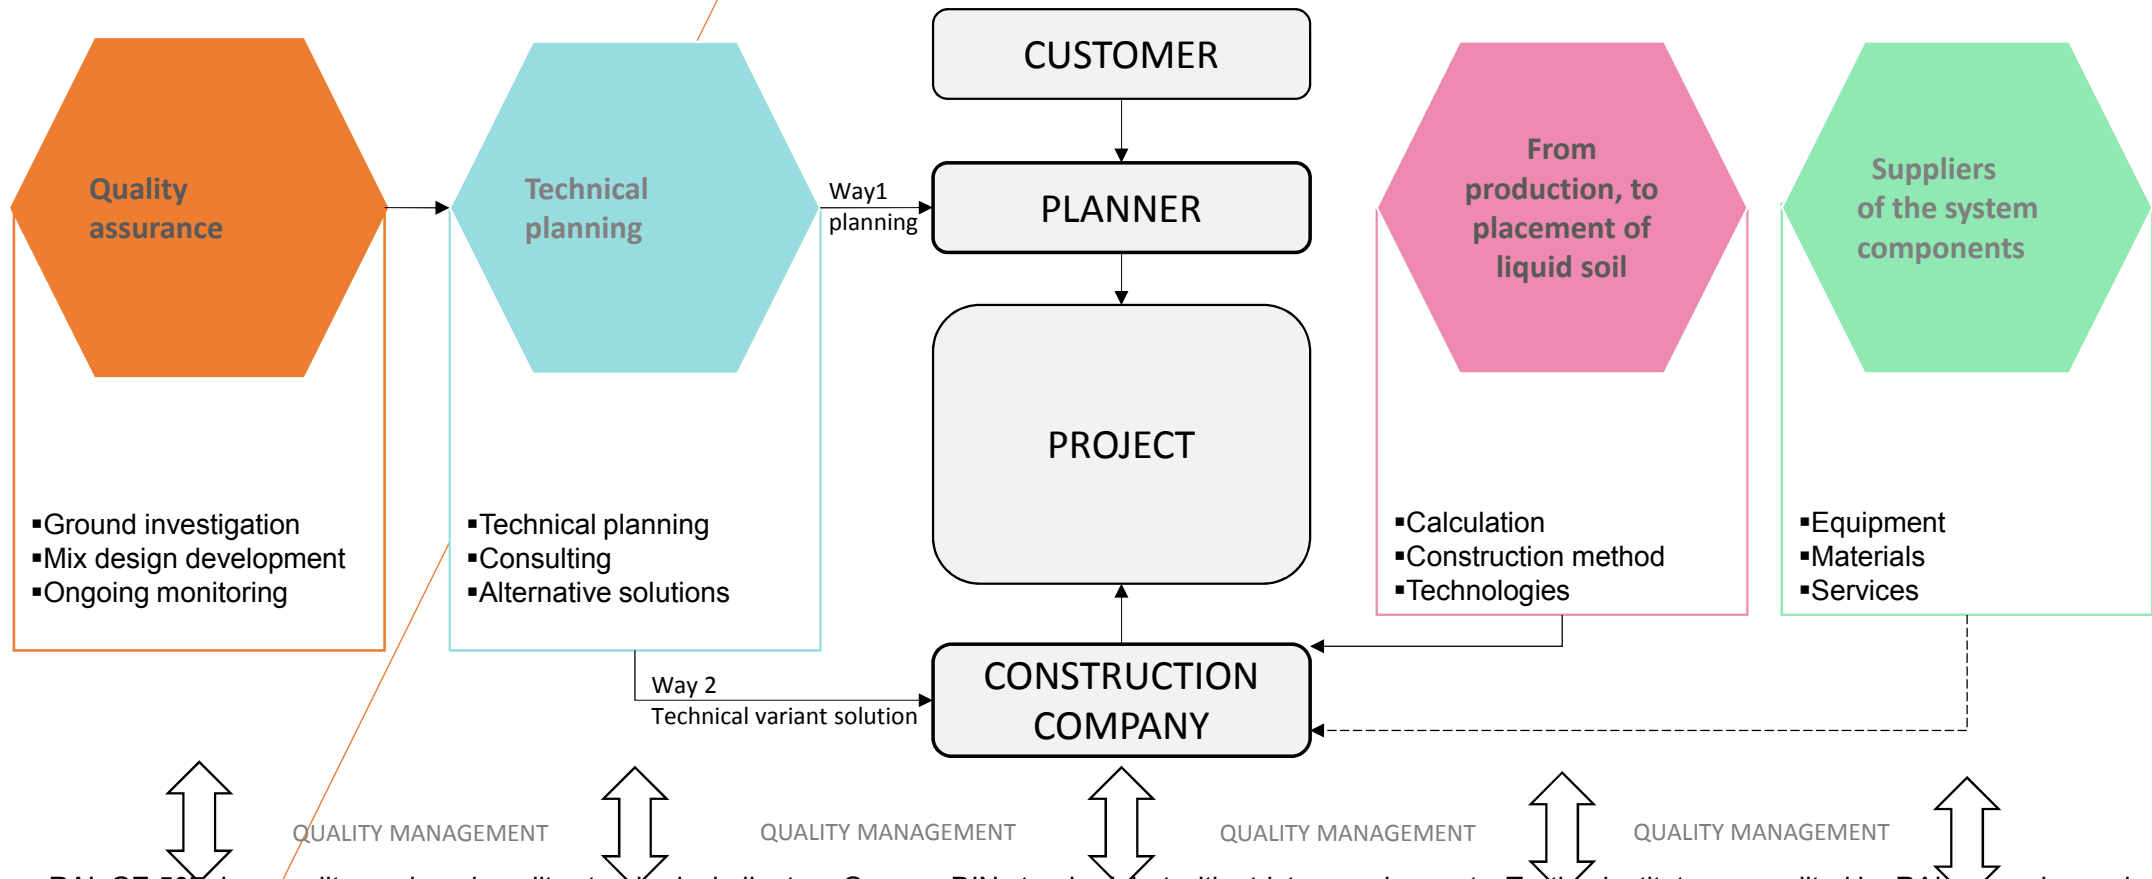 CUSTOMER
Quality
assurance
Technical
planning
Way1
planning
PLANNER
From
production, to
placement of
liquid soil
Suppliers
of the system
components
PROJECT
▪Ground investigation
▪Mix design development
▪Ongoing monitoring
▪Technical planning
▪Consulting
▪Alternative solutions
▪Calculation
▪Construction method
▪Technologies
▪Equipment
▪Materials
▪Services
Way 2
Technical variant solution
CONSTRUCTION
COMPANY
QUALITY MANAGEMENT
QUALITY MANAGEMENT
QUALITY MANAGEMENT
QUALITY MANAGEMENT